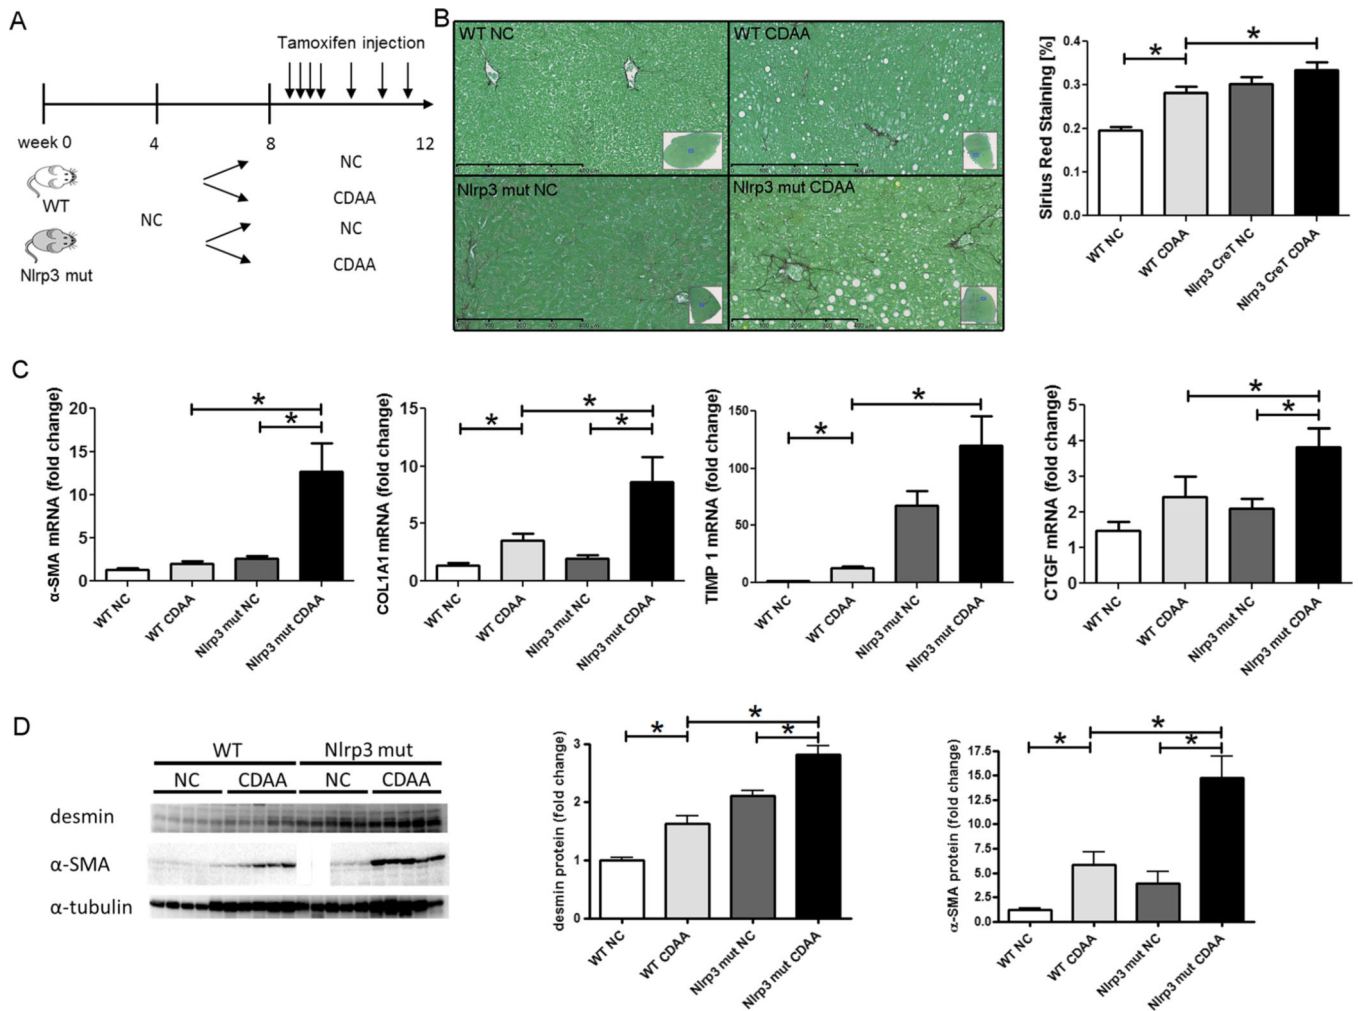 A
Tamoxifen injection
week 0
4
8
12
WT
NC
Nlrp3 mut
NC
CDAA
NC
CDAA
B
WT NC
WT CDAA
Nlrp3 mut NC
Nlrp3 mut CDAA
Sirius Red Staining [%]
0.4
0.3
0.2
0.1
0.0
*
*
WT NC
WT CDAA
Nlrp3 CreT NC
Nlrp3 CreT CDAA
C
α-SMA mRNA (fold change)
20
15
10
5
0
*
*
WT NC
WT CDAA
Nlrp3 mut NC
Nlrp3 mut CDAA
COL1A1 mRNA (fold change)
15
10
5
0
*
*
*
WT NC
WT CDAA
Nlrp3 mut NC
Nlrp3 mut CDAA
TIMP 1 mRNA (fold change)
150
100
50
0
*
*
WT NC
WT CDAA
Nlrp3 mut NC
Nlrp3 mut CDAA
CTGF mRNA (fold change)
5
4
3
2
1
0
*
*
WT NC
WT CDAA
Nlrp3 mut NC
Nlrp3 mut CDAA
D
WT Nlrp3 mut
NC CDAA NC CDAA
desmin
α-SMA
α-tubulin
desmin protein (fold change)
3
2
1
0
*
*
*
WT NC
WT CDAA
Nlrp3 mut NC
Nlrp3 mut CDAA
α-SMA protein (fold change)
17.5
15.0
12.5
10.0
7.5
5.0
2.5
0.0
*
*
*
WT NC
WT CDAA
Nlrp3 mut NC
Nlrp3 mut CDAA